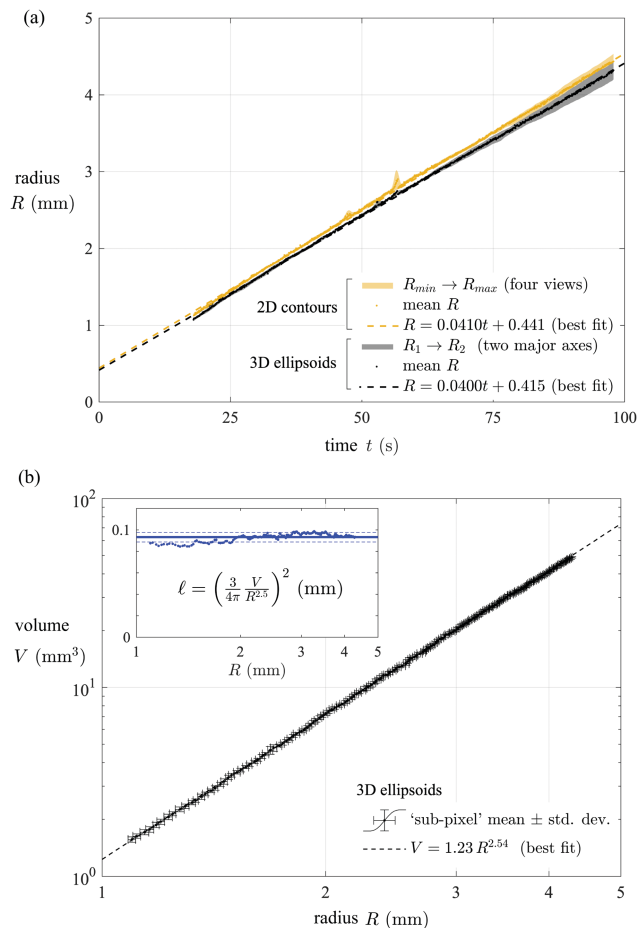 (a)
5
4
3
2
1
0
radius
R (mm)
2D contours
R_min → R_max (four views)
mean R
R = 0.0410t + 0.441 (best fit)
3D ellipsoids
R_1 → R_2 (two major axes)
mean R
R = 0.0400t + 0.415 (best fit)
0 25 50 75 100
time t (s)
(b)
10^2
10^1
10^0
volume
V (mm^3)
0.1
0
ℓ = (3/4π V/R^2.5)^2 (mm)
1 2 3 4 5
R (mm)
3D ellipsoids
‘sub-pixel’ mean ± std. dev.
V = 1.23 R^2.54 (best fit)
1 2 3 4 5
radius R (mm)